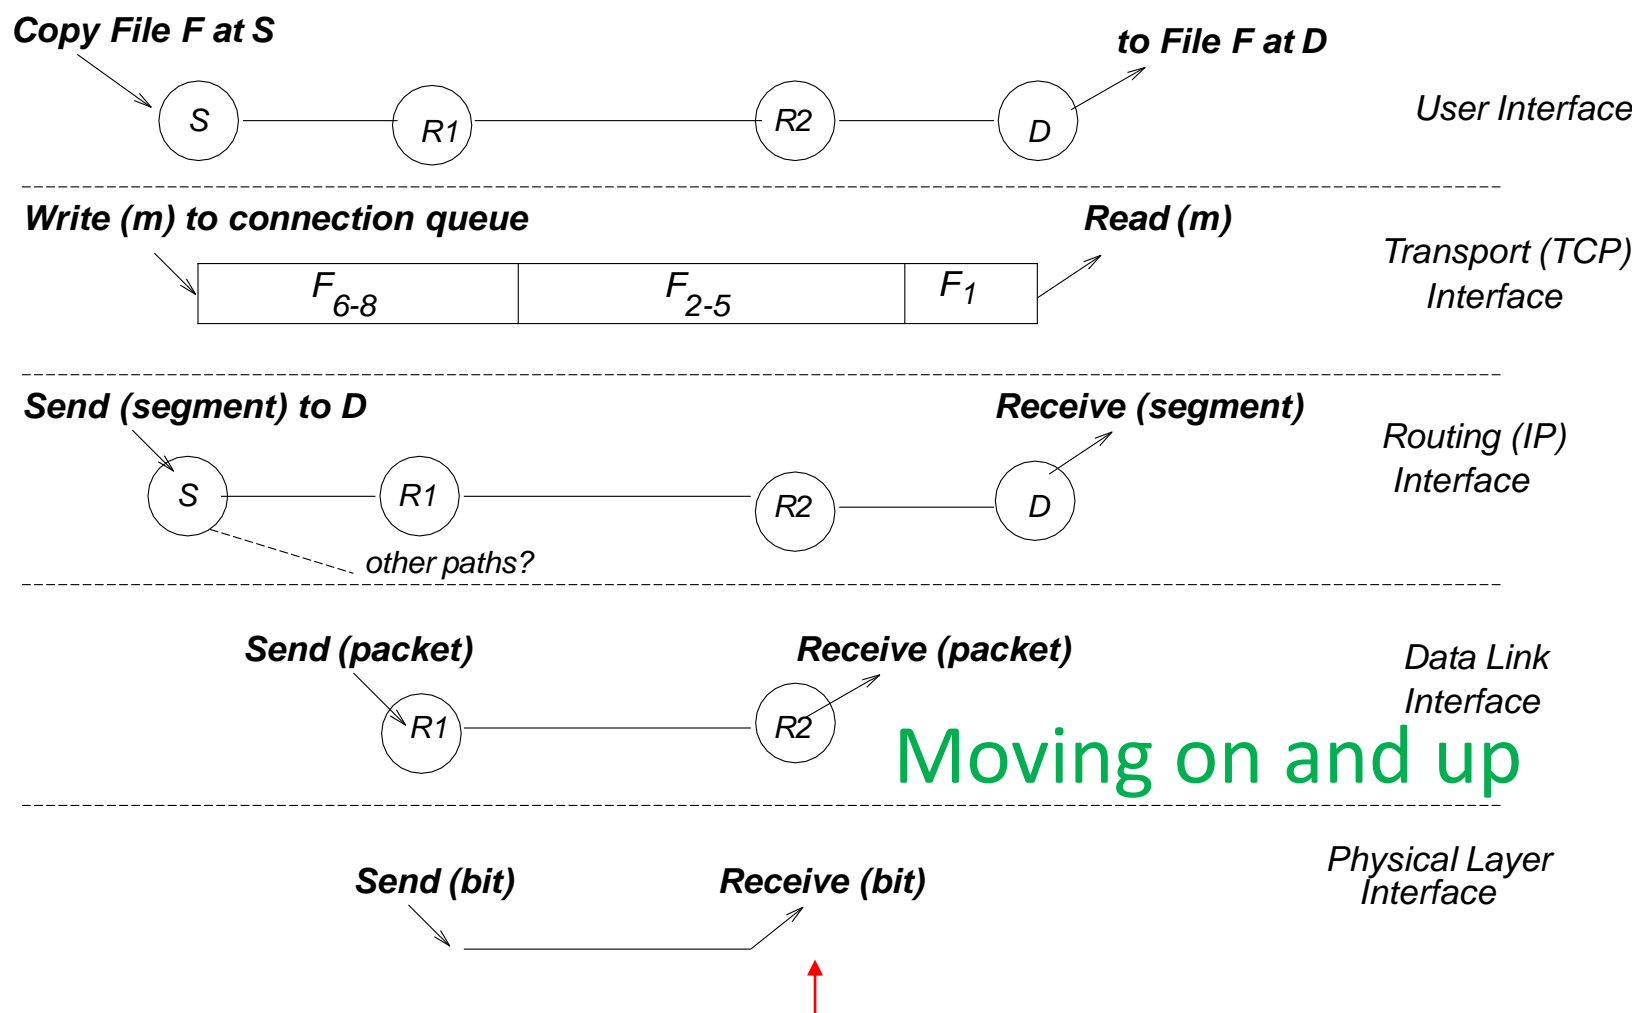 Copy File F at S
to File F at D
S
R1
R2
D
User Interface
Write (m) to connection queue
Read (m)
Transport (TCP)
Interface
F6-8
F2-5
F1
Send (segment) to D
Receive (segment)
Routing (IP)
Interface
S
R1
R2
D
other paths?
Send (packet)
Receive (packet)
Data Link
Interface
R1
R2
Moving on and up
Physical Layer
Interface
Send (bit)
Receive (bit)